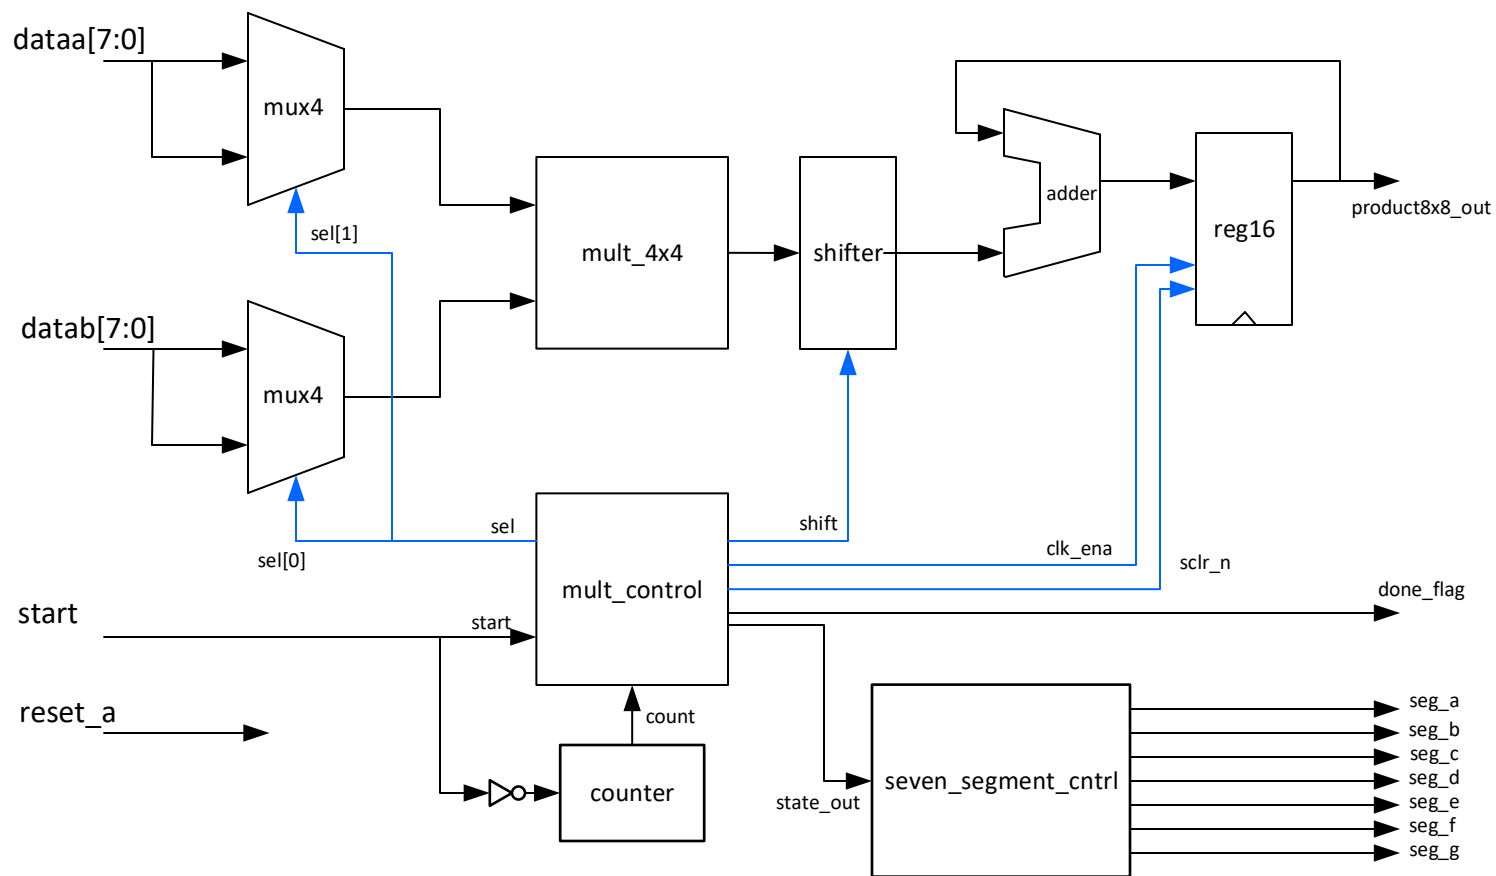 dataa[7:0]
mux4
sel[1]
mult_4x4
shifter
adder
reg16
product8x8_out
datab[7:0]
mux4
sel[0]
sel
shift
clk_ena
sclr_n
mult_control
done_flag
start
start
reset_a
count
counter
state_out
seven_segment_cntrl
seg_a
seg_b
seg_c
seg_d
seg_e
seg_f
seg_g